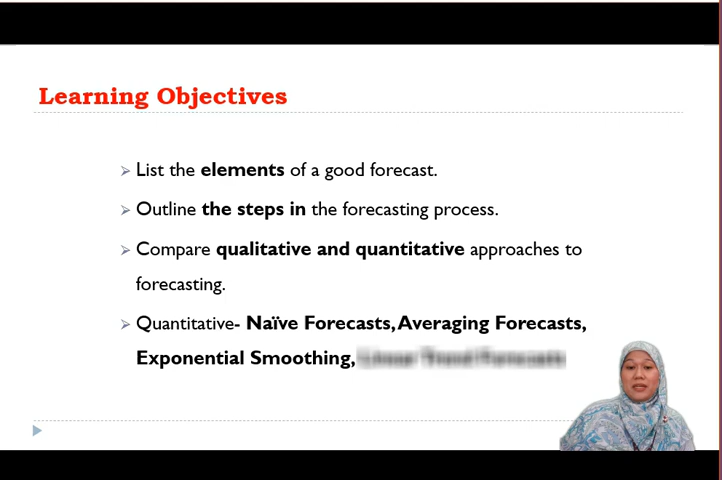 Learning Objectives
List the elements of a good forecast.
Outline the steps in the forecasting process.
Compare qualitative and quantitative approaches to
forecasting.
Quantitative- Naïve Forecasts, Averaging Forecasts,
Exponential Smoothing,